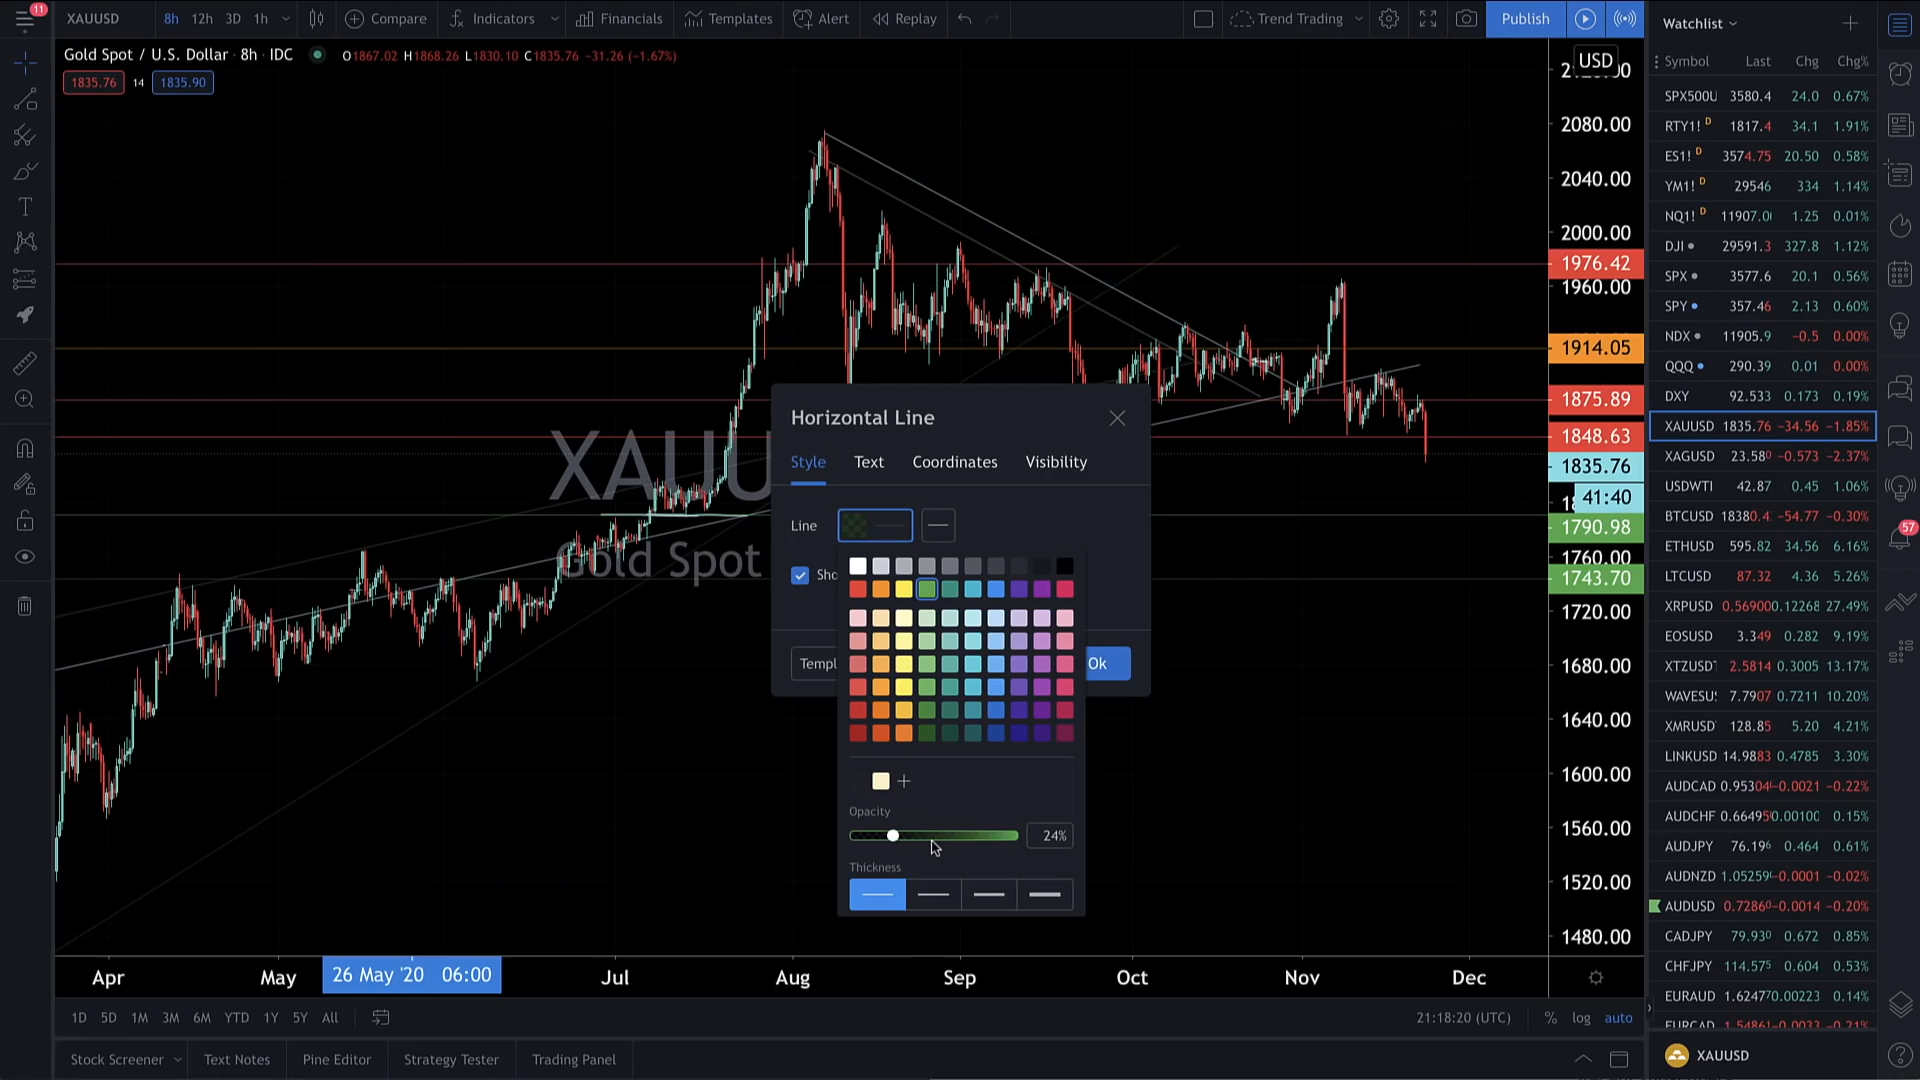 11
XAUUSD 8h 12h 3D 1h Compare Indicators Financials Templates Alert Replay Trend Trading Publish
Gold Spot / U.S. Dollar · 8h · IDC O1867.02 H1868.26 L1830.10 C1835.76 −31.26 (−1.67%)
1835.76 14 1835.90
USD
2080.00
2040.00
2000.00
1976.42
1960.00
1914.05
1875.89
1848.63
1835.76
41:40
1790.98
1760.00
1743.70
1720.00
1680.00
1640.00
1600.00
1560.00
1520.00
1480.00
XAUU
Gold Spot
Horizontal Line
Style Text Coordinates Visibility
Line
Sho
Templ
Ok
Opacity
24%
Thickness
Apr May 26 May '20 06:00 Jul Aug Sep Oct Nov Dec
1D 5D 1M 3M 6M YTD 1Y 5Y All 21:18:20 (UTC) % log auto
Stock Screener Text Notes Pine Editor Strategy Tester Trading Panel
Watchlist
Symbol Last Chg Chg%
SPX500U 3580.4 24.0 0.67%
RTY1! D 1817.4 34.1 1.91%
ES1! D 3574.75 20.50 0.58%
YM1! D 29546 334 1.14%
NQ1! D 11907.0 1.25 0.01%
DJI 29591.3 327.8 1.12%
SPX 3577.6 20.1 0.56%
SPY 357.46 2.13 0.60%
NDX 11905.9 −0.5 0.00%
QQQ 290.39 0.01 0.00%
DXY 92.533 0.173 0.19%
XAUUSD 1835.76 −34.56 −1.85%
XAGUSD 23.580 −0.573 −2.37%
USDWTI 42.87 0.45 1.06%
BTCUSD 18380.4 −54.77 −0.30%
ETHUSD 595.82 34.56 6.16%
LTCUSD 87.32 4.36 5.26%
XRPUSD 0.56900 0.12268 27.49%
EOSUSD 3.349 0.282 9.19%
XTZUSD 2.5814 0.3005 13.17%
WAVESU 7.7907 0.7211 10.20%
XMRUSD 128.85 5.20 4.21%
LINKUSD 14.9883 0.4785 3.30%
AUDCAD 0.9530 −0.0021 −0.22%
AUDCHF 0.6649 0.00100 0.15%
AUDJPY 76.196 0.464 0.61%
AUDNZD 1.05259 −0.0001 −0.02%
AUDUSD 0.72860 −0.0014 −0.20%
CADJPY 79.930 0.672 0.85%
CHFJPY 114.575 0.604 0.53%
EURAUD 1.62477 0.00223 0.14%
EURCAD 1.54861 −0.0033 −0.21%
XAUUSD
57